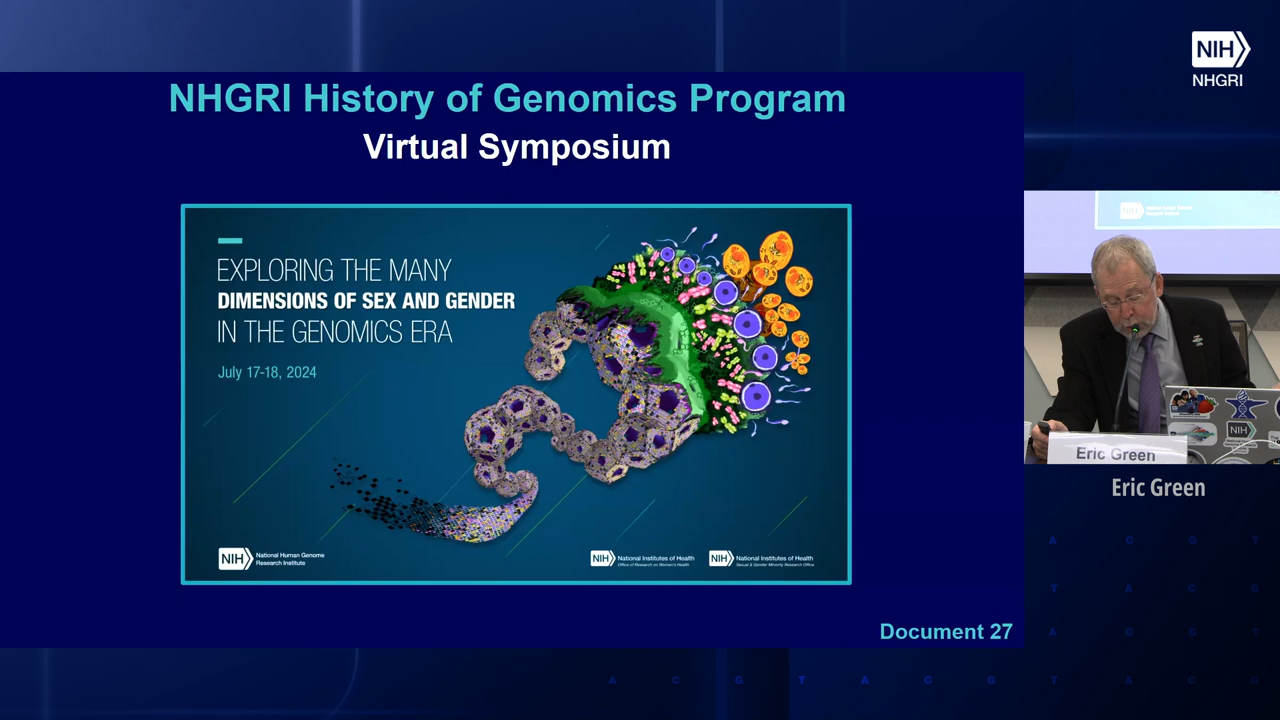 NIH
NHGRI
NHGRI History of Genomics Program
Virtual Symposium
EXPLORING THE MANY
DIMENSIONS OF SEX AND GENDER
IN THE GENOMICS ERA
July 17-18, 2024
NIH National Human Genome
Research Institute
NIH National Institutes of Health
Office of Research on Women's Health
NIH National Institutes of Health
Sexual & Gender Minority Research Office
Document 27
NIH
NIH
Eric Green
Eric Green
A C G T
T A C G
A C G T
A C G T A C G T A C G